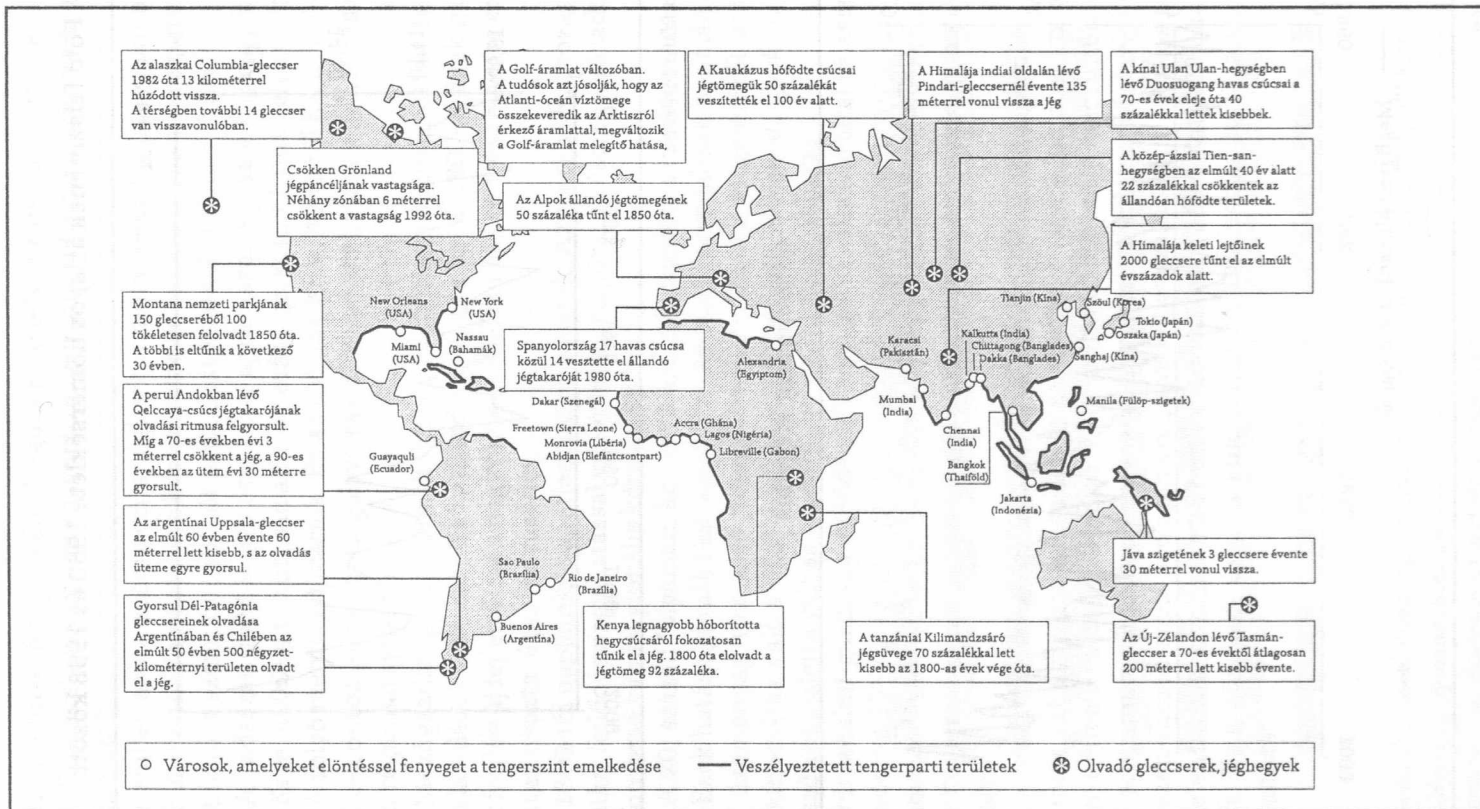 Az alaszkai Columbia-gleccser
1982 óta 13 kilométerrel
húzódott vissza.
A térségben további 14 gleccser
van visszavonulóban.
Csökken Grönland
jégpáncéljának vastagsága.
Néhány zónában 6 méterrel
csökkent a vastagság 1992 óta.
A Golf-áramlat változóban.
A tudósok azt jósolják, hogy az
Atlanti-óceán víztömege
összekeveredik az Arktiszról
érkező áramlattal, megváltozik
a Golf-áramlat melegítő hatása,
Az Alpok állandó jégtömegének
50 százaléka tűnt el 1850 óta.
A Kauakázus hófödte csúcsai
jégtömegük 50 százalékát
veszítették el 100 év alatt.
A Himalája indiai oldalán lévő
Pindari-gleccsernél évente 135
méterrel vonul vissza a jég
A kínai Ulan Ulan-hegységben
lévő Duosuogang havas csúcsai a
70-es évek eleje óta 40
százalékkal lettek kisebbek.
A közép-ázsiai Tien-san-
hegységben az elmúlt 40 év alatt
22 százalékkal csökkentek az
állandóan hófödte területek.
A Himalája keleti lejtőinek
2000 gleccsere tűnt el az elmúlt
évszázadok alatt.
Montana nemzeti parkjának
150 gleccseréből 100
tökéletesen felolvadt 1850 óta.
A többi is eltűnik a következő
30 évben.
New Orleans
(USA)
New York
(USA)
Miami
(USA)
Nassau
(Bahamák)
Spanyolország 17 havas csúcsa
közül 14 vesztette el állandó
jégtakaróját 1980 óta.
Alexandria
(Egyiptom)
Karacsi
(Pakisztán)
Kalkutta (India)
Chittagong (Banglades)
Dakka (Banglades)
Tianjin (Kína)
Szöul (Korea)
Tokio (Japán)
Oszaka (Japán)
Sanghaj (Kína)
Mumbai
(India)
Chennai
(India)
Manila (Fülöp-szigetek)
Bangkok
(Thaiföld)
Jakarta
(Indonézia)
Dakar (Szenegál)
Freetown (Sierra Leone)
Monrovia (Libéria)
Abidjan (Elefántcsontpart)
Accra (Ghána)
Lagos (Nigéria)
Libreville (Gabon)
A perui Andokban lévő
Qelccaya-csúcs jégtakarójának
olvadási ritmusa felgyorsult.
Míg a 70-es években évi 3
méterrel csökkent a jég, a 90-es
években az ütem évi 30 méterre
gyorsult.
Guayaquli
(Ecuador)
Az argentínai Uppsala-gleccser
az elmúlt 60 évben évente 60
méterrel lett kisebb, s az olvadás
üteme egyre gyorsul.
Sao Paulo
(Brazília)
Rio de Janeiro
(Brazília)
Buenos Aires
(Argentina)
Gyorsul Dél-Patagónia
gleccsereinek olvadása
Argentínában és Chilében az
elmúlt 50 évben 500 négyzet-
kilométernyi területen olvadt
el a jég.
Kenya legnagyobb hóborította
hegycsúcsáról fokozatosan
tűnik el a jég. 1800 óta elolvadt a
jégtömeg 92 százaléka.
A tanzániai Kilimandzsáró
jégsüvege 70 százalékkal lett
kisebb az 1800-as évek vége óta.
Jáva szigetének 3 gleccsere évente
30 méterrel vonul vissza.
Az Új-Zélandon lévő Tasmán-
gleccser a 70-es évektől átlagosan
200 méterrel lett kisebb évente.
Városok, amelyeket elöntéssel fenyeget a tengerszint emelkedése
Veszélyeztetett tengerparti területek
Olvadó gleccserek, jéghegyek